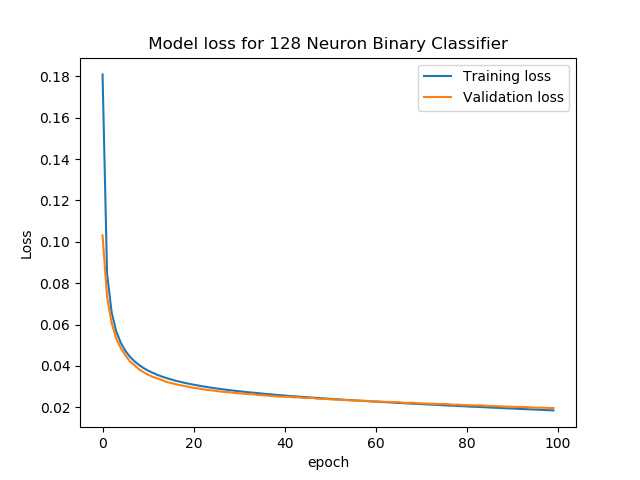 Model loss for 128 Neuron Binary Classifier
Training loss
Validation loss
0.18
0.16
0.14
0.12
0.10
0.08
0.06
0.04
0.02
Loss
0 20 40 60 80 100
epoch